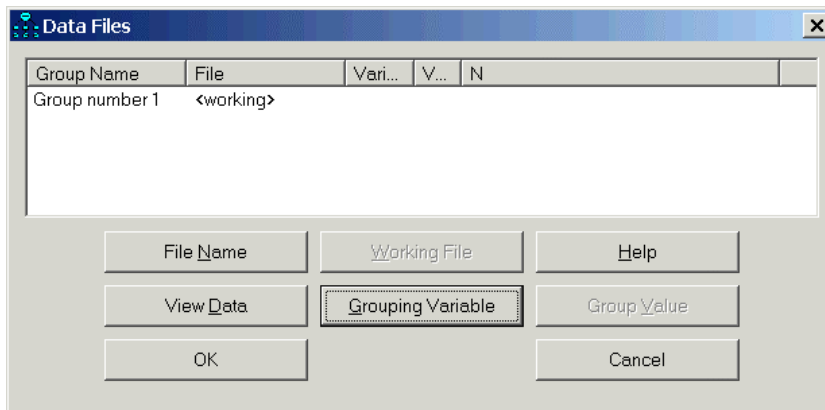 Data Files
Group Name File Vari... V... N
Group number 1 <working>
File Name Working File Help
View Data Grouping Variable Group Value
OK Cancel